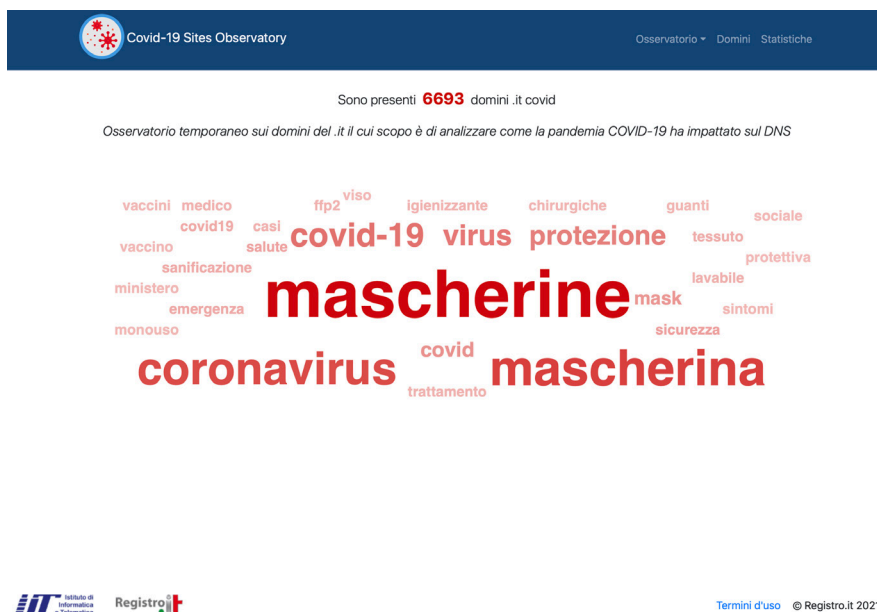 Covid-19 Sites Observatory
Osservatorio Domini Statistiche
Sono presenti 6693 domini .it covid
Osservatorio temporaneo sui domini del .it il cui scopo è di analizzare come la pandemia COVID-19 ha impattato sul DNS
viso
vaccini medico ffp2 igienizzante chirurgiche guanti
sociale
covid19 casi
covid-19 virus protezione tessuto
vaccino salute
protettiva
sanificazione
lavabile
ministero
mascherine mask
emergenza sintomi
monouso sicurezza
covid
coronavirus mascherina
trattamento
Istituto di
Informatica
e Telematica
Registro.it
Termini d'uso © Registro.it 202